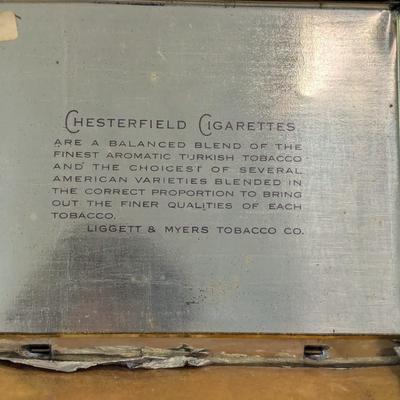 CHESTERFIELD CIGARETTES
ARE A BALANCED BLEND OF THE
FINEST AROMATIC TURKISH TOBACCO
AND THE CHOICEST OF SEVERAL
AMERICAN VARIETIES BLENDED IN
THE CORRECT PROPORTION TO BRING
OUT THE FINER QUALITIES OF EACH
TOBACCO.
LIGGETT & MYERS TOBACCO CO.